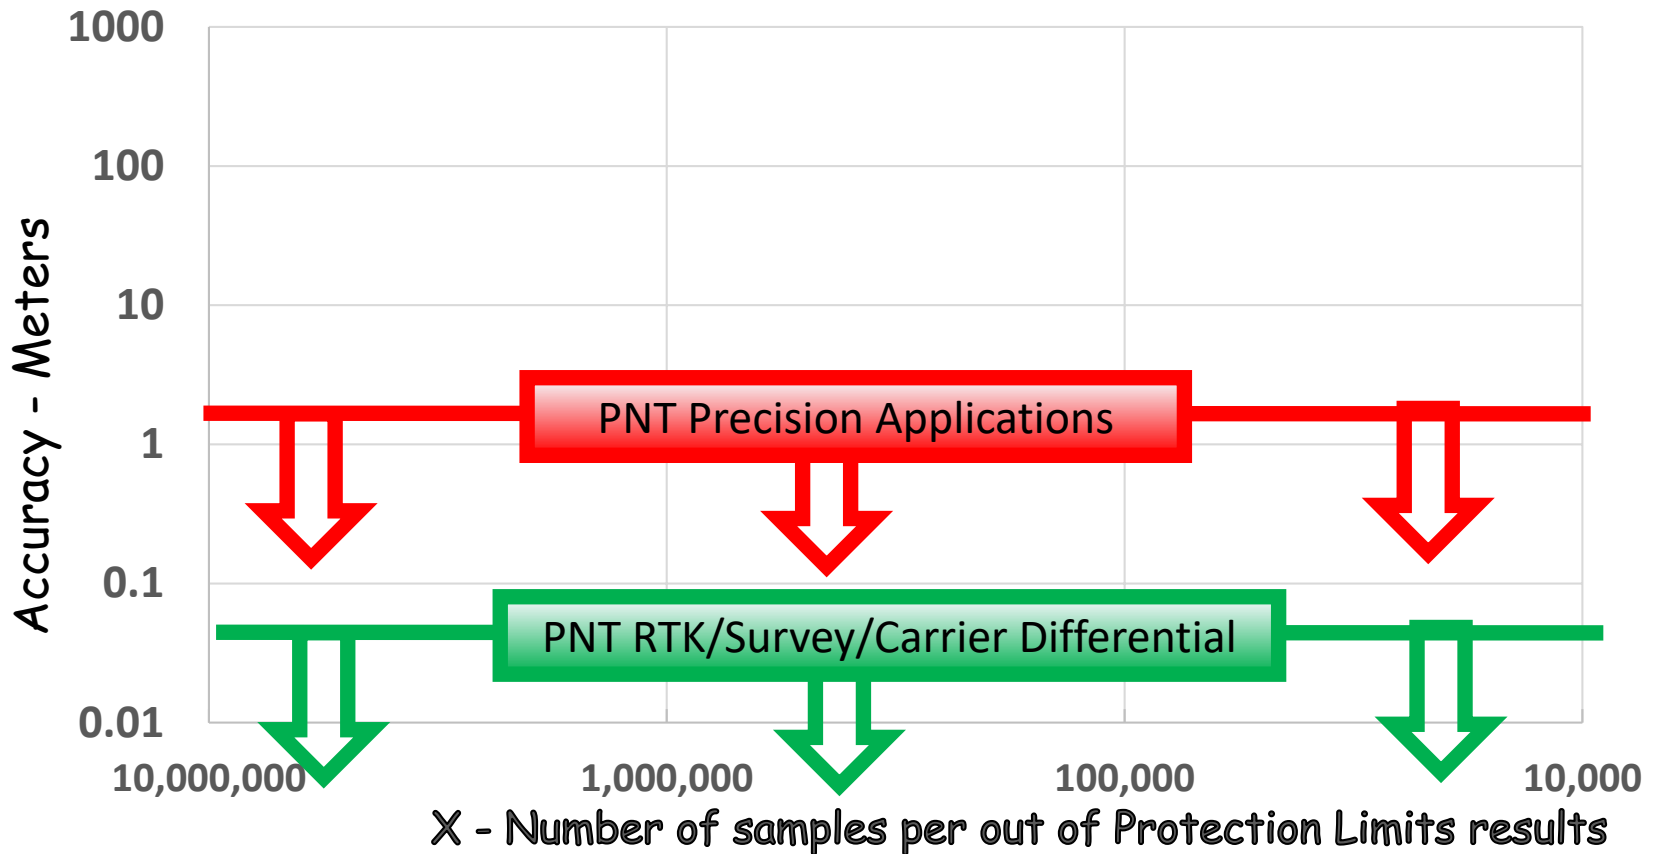 1000
100
10
1
0.1
0.01
Accuracy - Meters
PNT Precision Applications
PNT RTK/Survey/Carrier Differential
10,000,000 1,000,000 100,000 10,000
X - Number of samples per out of Protection Limits results